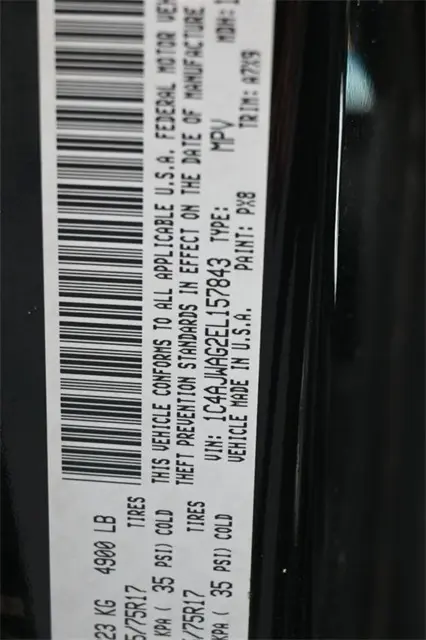 23 KG 4900 LB
5/75R17 TIRES
KPA ( 35 PSI) COLD
/75R17 TIRES
KPA ( 35 PSI) COLD
THIS VEHICLE CONFORMS TO ALL APPLICABLE U.S.A. FEDERAL MOTOR VE
THEFT PREVENTION STANDARDS IN EFFECT ON THE DATE OF MANUFACTURE
VIN: 1C4AJWAG2EL157843 TYPE: MPV MDH:
VEHICLE MADE IN U.S.A. PAINT: PX8 TRIM: A7X9